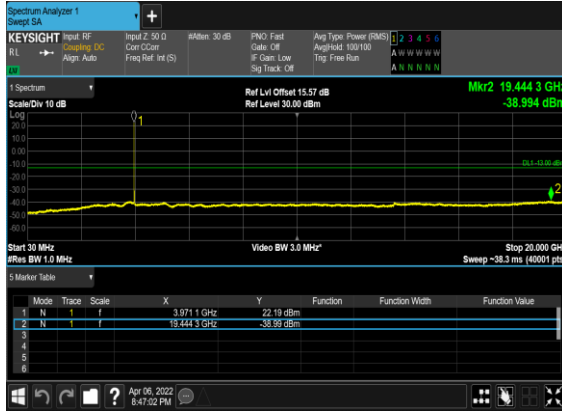 Spectrum Analyzer 1
Swept SA
+
KEYSIGHT Input: RF Input Z: 50 Ω #Atten: 30 dB PNO: Fast Avg Type: Power (RMS) 1 2 3 4 5 6
RL Coupling: DC Corr CCorr Gate: Off Avg|Hold: 100/100 A W W W W W
Align: Auto Freq Ref: Int (S) IF Gain: Low Trig: Free Run
Sig Track: Off A N N N N N
1 Spectrum
Scale/Div 10 dB
Ref Lvl Offset 15.57 dB
Ref Level 30.00 dBm
Mkr2 19.444 3 GHz
-38.994 dBm
Log
20.0
10.0
0.00
-10.0
-20.0
-30.0
-40.0
-50.0
-60.0
1
DL1 -13.00 dBm
2
Start 30 MHz Video BW 3.0 MHz* Stop 20.000 GH
#Res BW 1.0 MHz Sweep ~38.3 ms (40001 pts
5 Marker Table
Mode Trace Scale X Y Function Function Width Function Value
1 N 1 f 3.971 1 GHz 22.19 dBm
2 N 1 f 19.444 3 GHz -38.99 dBm
3
4
5
6
? Apr 06, 2022
8:47:02 PM